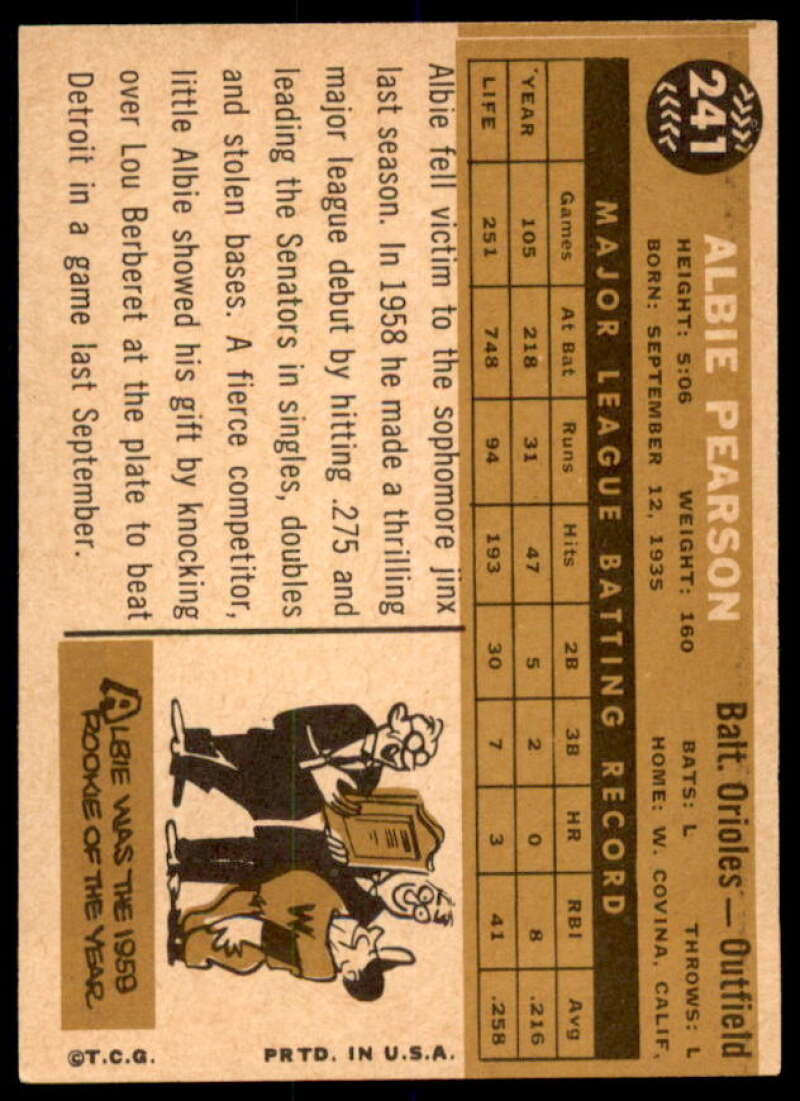 241
ALBIE PEARSON
Balt. Orioles — Outfield
HEIGHT: 5:06 WEIGHT: 160 BATS: L THROWS: L
BORN: SEPTEMBER 12, 1935 HOME: W. COVINA, CALIF.
MAJOR LEAGUE BATTING RECORD
Games At Bat Runs Hits 2B 3B HR RBI Avg
YEAR 105 218 31 47 5 2 0 8 .216
LIFE 251 748 94 193 30 7 3 41 .258
Albie fell victim to the sophomore jinx
last season. In 1958 he made a thrilling
major league debut by hitting .275 and
leading the Senators in singles, doubles
and stolen bases. A fierce competitor,
little Albie showed his gift by knocking
over Lou Berberet at the plate to beat
Detroit in a game last September.
W
ALBIE WAS THE 1958
ROOKIE OF THE YEAR
©T.C.G.
PRTD. IN U.S.A.